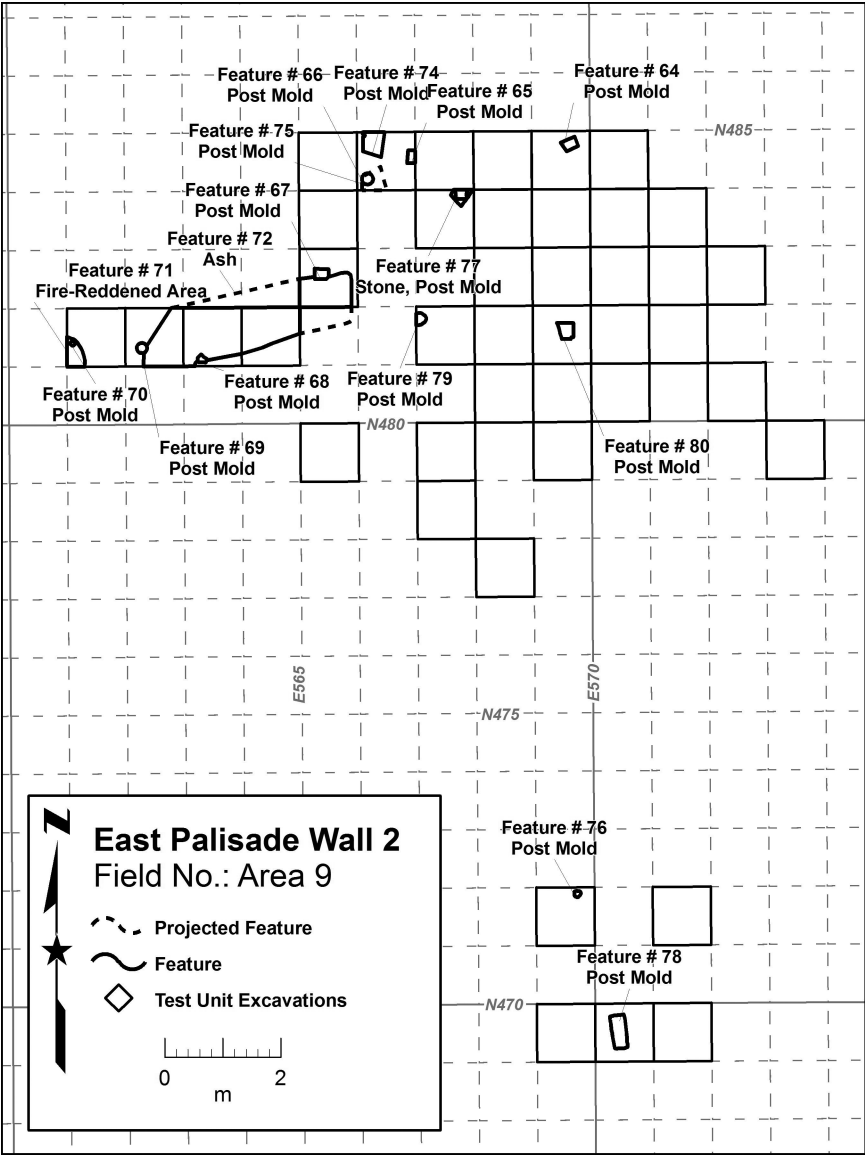 Feature # 66
Post Mold
Feature # 74
Post Mold
Feature # 65
Post Mold
Feature # 64
Post Mold
Feature # 75
Post Mold
N485
Feature # 67
Post Mold
Feature # 72
Ash
Feature # 71
Fire-Reddened Area
Feature # 77
Stone, Post Mold
Feature # 70
Post Mold
Feature # 68
Post Mold
Feature # 79
Post Mold
N480
Feature # 69
Post Mold
Feature # 80
Post Mold
E565
E570
N475
Feature # 76
Post Mold
Feature # 78
Post Mold
N470
N
East Palisade Wall 2
Field No.: Area 9
Projected Feature
Feature
Test Unit Excavations
0 2
m